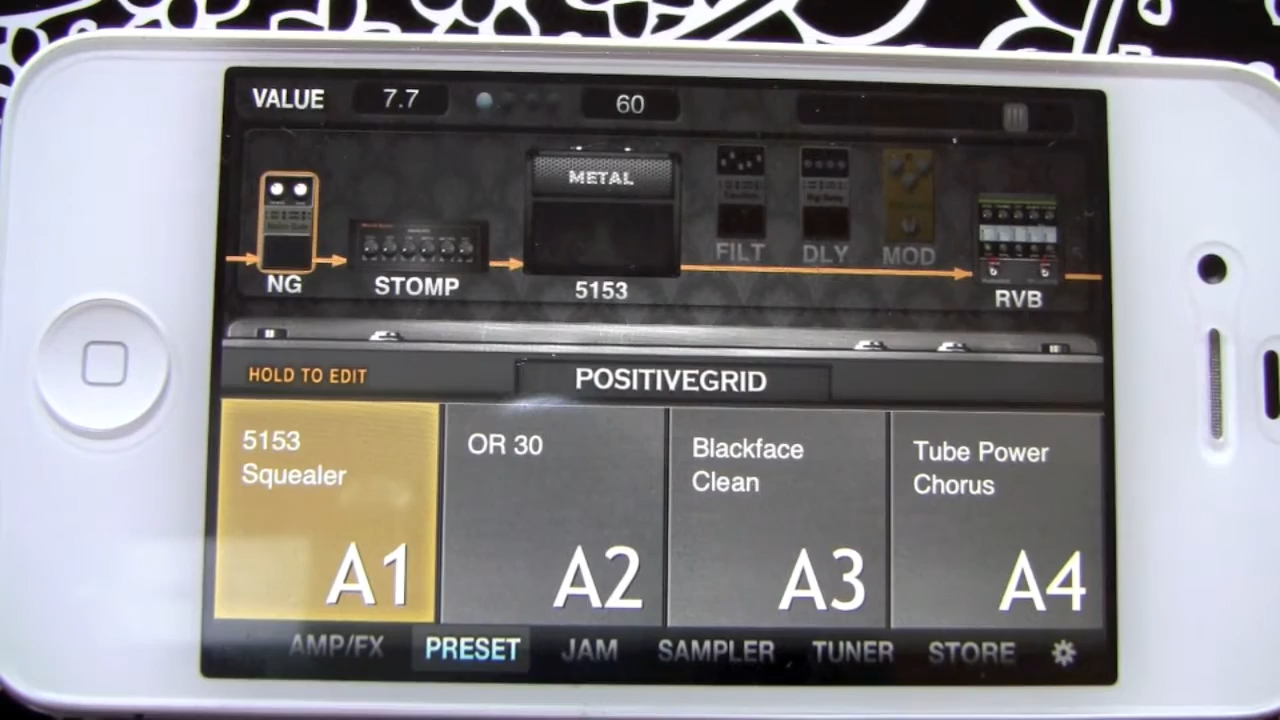 VALUE 7.7 60
METAL
NG STOMP 5153 FILT DLY MOD RVB
HOLD TO EDIT POSITIVEGRID
5153
Squealer
A1
OR 30
A2
Blackface
Clean
A3
Tube Power
Chorus
A4
AMP/FX PRESET JAM SAMPLER TUNER STORE